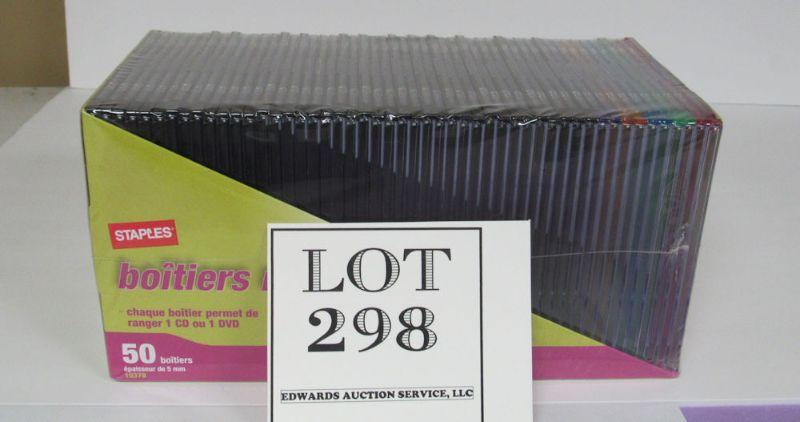 STAPLES
boîtiers
chaque boîtier permet de
ranger 1 CD ou 1 DVD
50 boîtiers
épaisseur de 5 mm
19379
LOT
298
EDWARDS AUCTION SERVICE, LLC